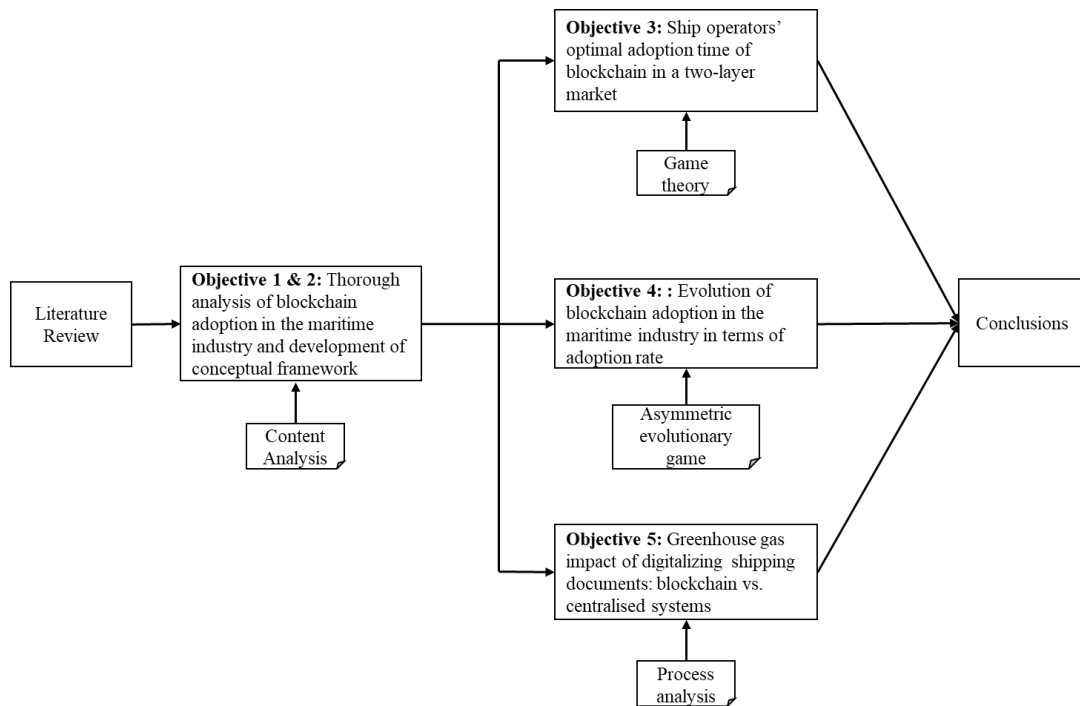 Literature
Review
Objective 1 & 2: Thorough
analysis of blockchain
adoption in the maritime
industry and development of
conceptual framework
Content
Analysis
Objective 3: Ship operators’
optimal adoption time of
blockchain in a two-layer
market
Game
theory
Objective 4: : Evolution of
blockchain adoption in the
maritime industry in terms of
adoption rate
Asymmetric
evolutionary
game
Objective 5: Greenhouse gas
impact of digitalizing shipping
documents: blockchain vs.
centralised systems
Process
analysis
Conclusions